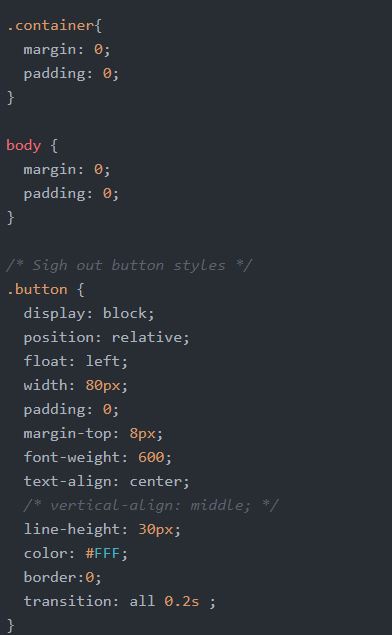 .container{
  margin: 0;
  padding: 0;
}

body {
  margin: 0;
  padding: 0;
}

/* Sigh out button styles */
.button {
  display: block;
  position: relative;
  float: left;
  width: 80px;
  padding: 0;
  margin-top: 8px;
  font-weight: 600;
  text-align: center;
  /* vertical-align: middle; */
  line-height: 30px;
  color: #FFF;
  border:0;
  transition: all 0.2s ;
}